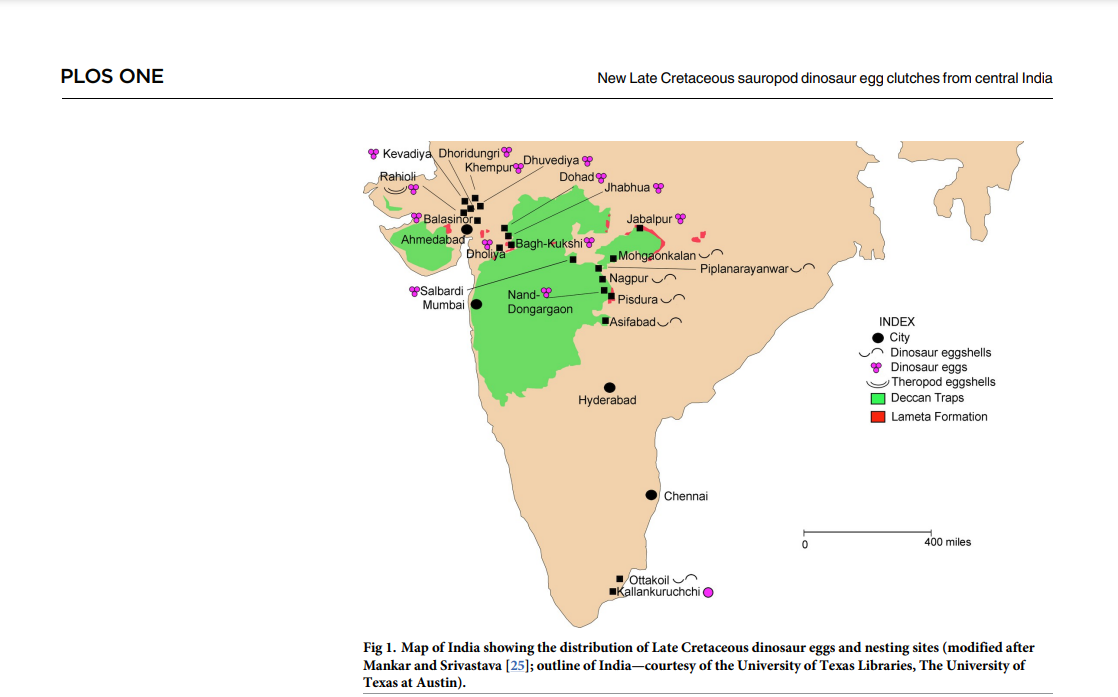 PLOS ONE
New Late Cretaceous sauropod dinosaur egg clutches from central India
Kevadiya
Dhoridungri
Khempur
Dhuvediya
Rahioli
Dohad
Jhabhua
Balasinor
Jabalpur
Ahmedabad
Dholiya
Bagh-Kukshi
Mohgaonkalan
Piplanarayanwar
Nagpur
Salbardi
Mumbai
Nand-
Dongargaon
Pisdura
Asifabad
INDEX
City
Dinosaur eggshells
Dinosaur eggs
Theropod eggshells
Deccan Traps
Lameta Formation
Hyderabad
Chennai
0
400 miles
Ottakoil
Kallankuruchchi
Fig 1. Map of India showing the distribution of Late Cretaceous dinosaur eggs and nesting sites (modified after
Mankar and Srivastava [25]; outline of India—courtesy of the University of Texas Libraries, The University of
Texas at Austin).